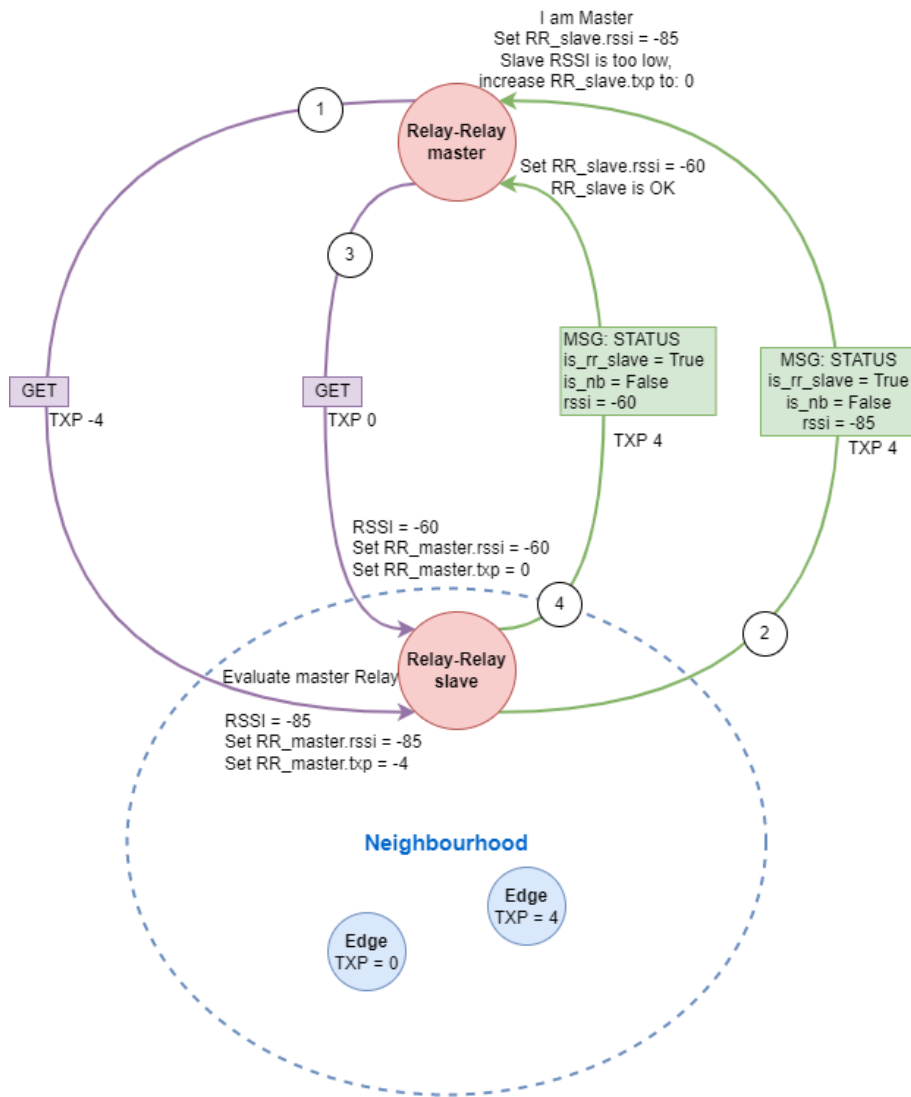 I am Master
Set RR_slave.rssi = -85
Slave RSSI is too low,
increase RR_slave.txp to: 0
1
Relay-Relay
master
Set RR_slave.rssi = -60
RR_slave is OK
3
GET
TXP -4
GET
TXP 0
MSG: STATUS
is_rr_slave = True
is_nb = False
rssi = -60
TXP 4
MSG: STATUS
is_rr_slave = True
is_nb = False
rssi = -85
TXP 4
RSSI = -60
Set RR_master.rssi = -60
Set RR_master.txp = 0
4
2
Relay-Relay
slave
Evaluate master Relay
RSSI = -85
Set RR_master.rssi = -85
Set RR_master.txp = -4
Neighbourhood
Edge
TXP = 4
Edge
TXP = 0